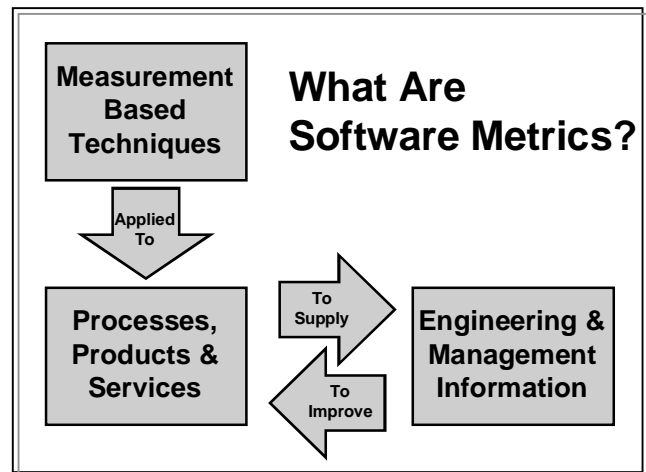 Measurement
Based
Techniques
What Are
Software Metrics?
Applied
To
Processes,
Products &
Services
To
Supply
To
Improve
Engineering &
Management
Information